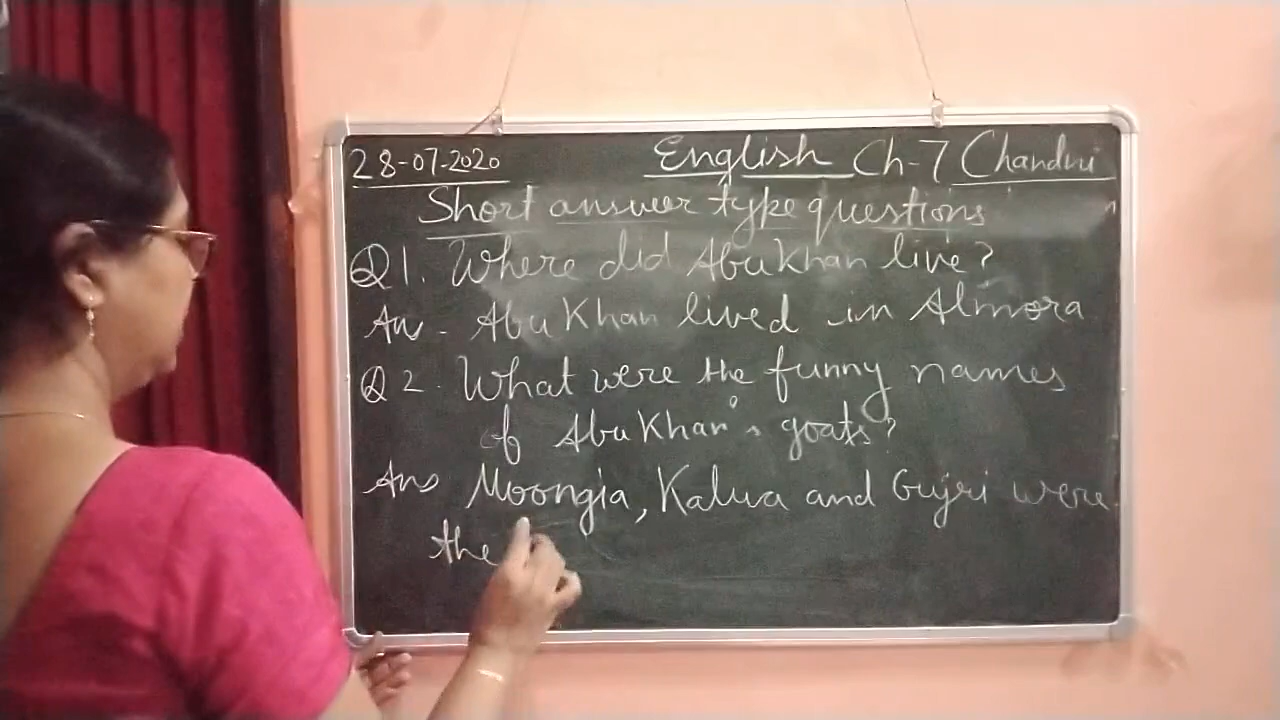 28-07-2020 English Ch-7 Chandni
Short answer type questions
Q1. Where did Abu Khan live?
An - Abu Khan lived in Almora
Q2. What were the funny names
of Abu Khan's goats?
Ans Moongia, Kalua and Gujri were
the